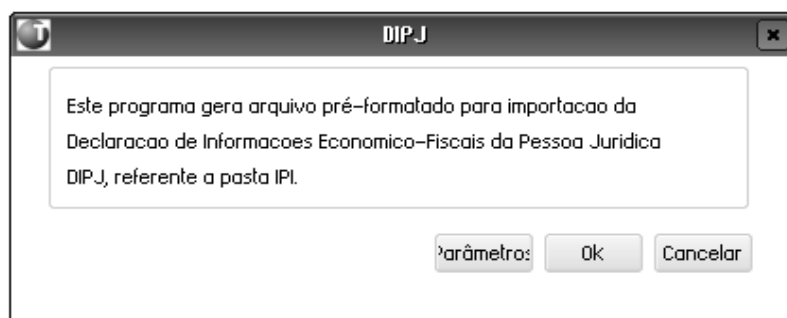 DIPJ
Este programa gera arquivo pré-formatado para importacao da
Declaracao de Informacoes Economico-Fiscais da Pessoa Juridica
DIPJ, referente a pasta IPI.
Parâmetros Ok Cancelar